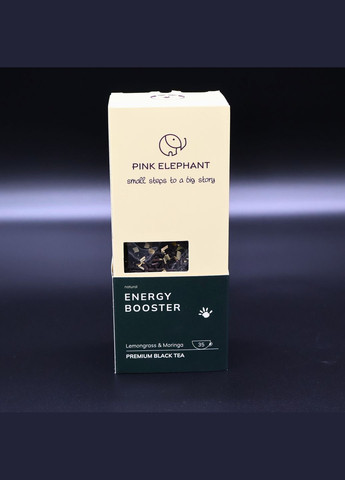 PINK ELEPHANT
small steps to a big story
natural
ENERGY
BOOSTER
Lemongrass & Moringa
35
PREMIUM BLACK TEA